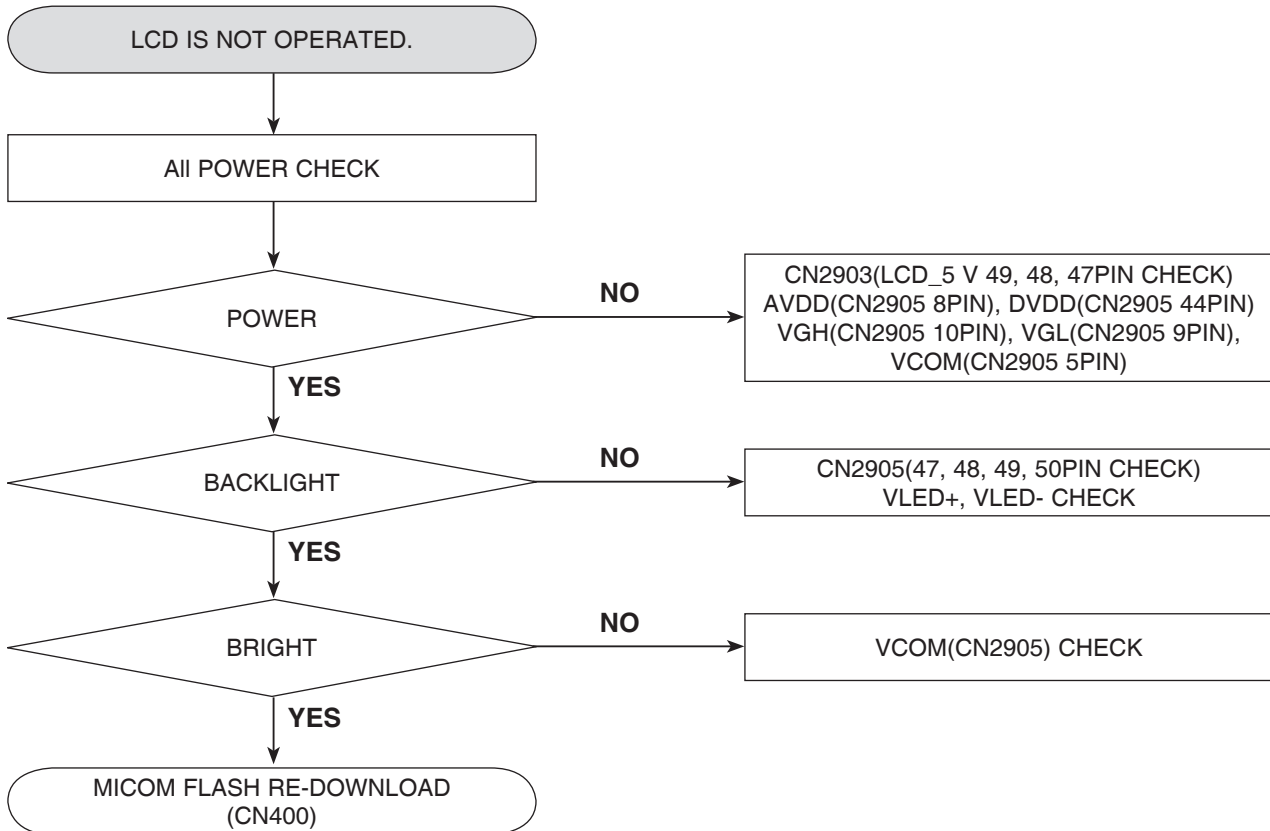 LCD IS NOT OPERATED.
All POWER CHECK
POWER
NO
CN2903(LCD_5 V 49, 48, 47PIN CHECK)
AVDD(CN2905 8PIN), DVDD(CN2905 44PIN)
VGH(CN2905 10PIN), VGL(CN2905 9PIN),
VCOM(CN2905 5PIN)
YES
BACKLIGHT
NO
CN2905(47, 48, 49, 50PIN CHECK)
VLED+, VLED- CHECK
YES
BRIGHT
NO
VCOM(CN2905) CHECK
YES
MICOM FLASH RE-DOWNLOAD
(CN400)